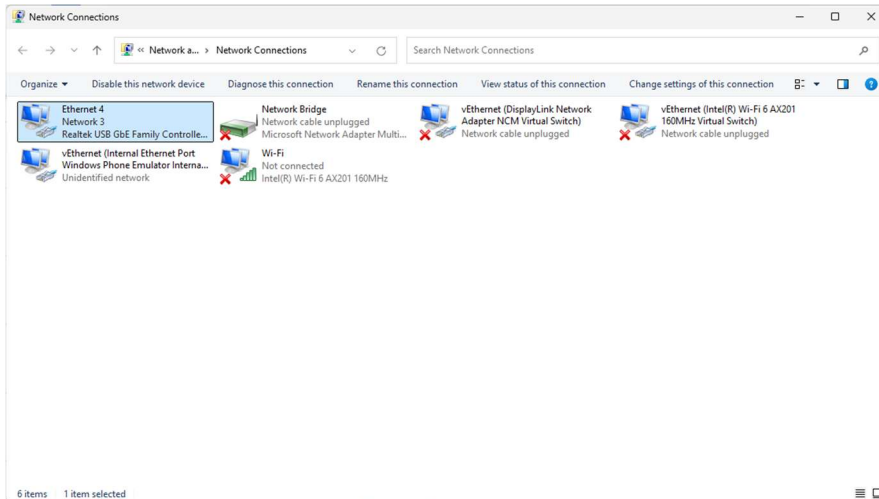 Network Connections
« Network a... › Network Connections
Search Network Connections
Organize
Disable this network device
Diagnose this connection
Rename this connection
View status of this connection
Change settings of this connection
Ethernet 4
Network 3
Realtek USB GbE Family Controlle...
Network Bridge
Network cable unplugged
Microsoft Network Adapter Multi...
vEthernet (DisplayLink Network
Adapter NCM Virtual Switch)
Network cable unplugged
vEthernet (Intel(R) Wi-Fi 6 AX201
160MHz Virtual Switch)
Network cable unplugged
vEthernet (Internal Ethernet Port
Windows Phone Emulator Interna...
Unidentified network
Wi-Fi
Not connected
Intel(R) Wi-Fi 6 AX201 160MHz
6 items
1 item selected